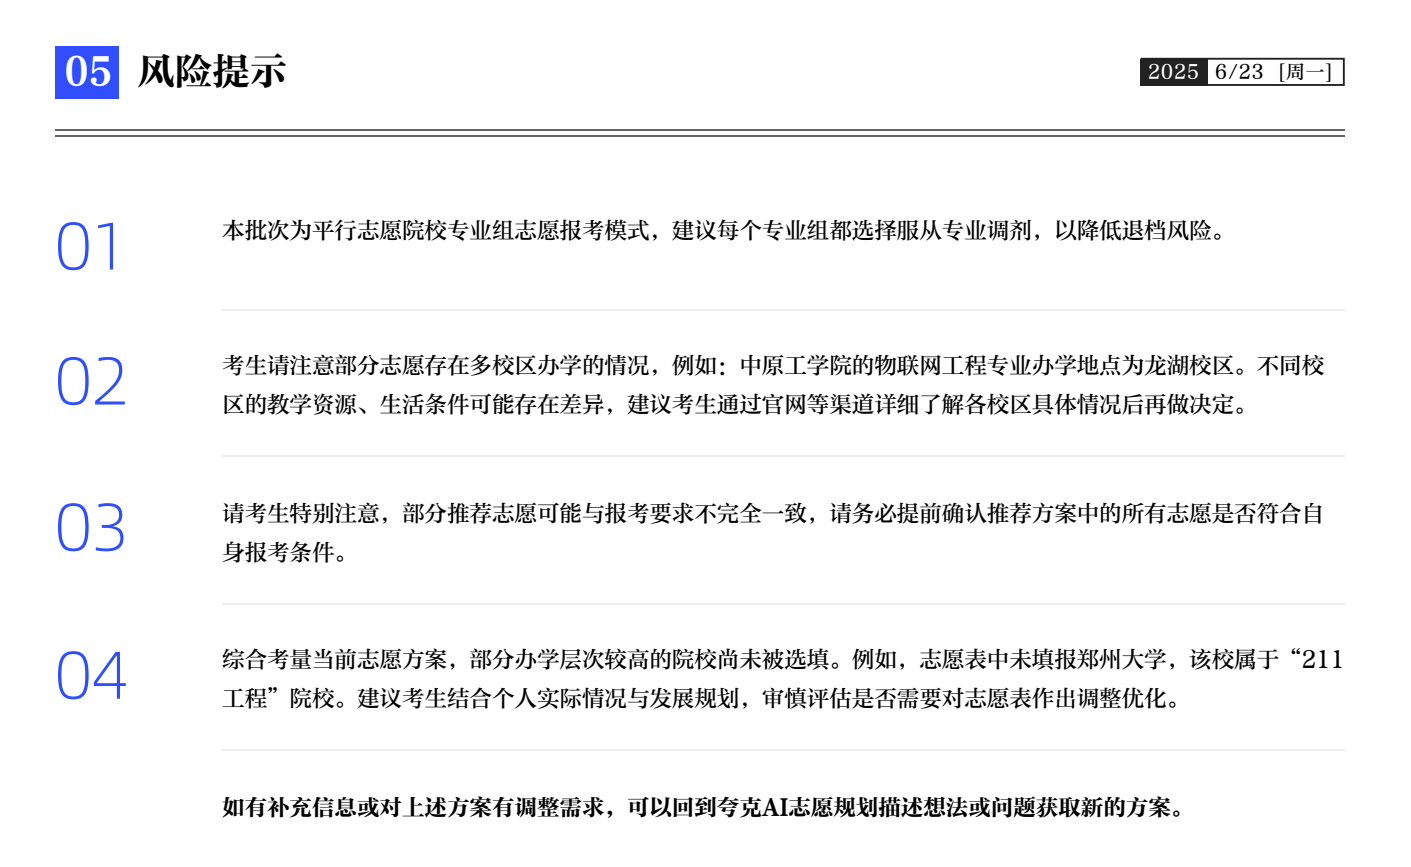 05 风险提示
2025 6/23 [周一]
01
本批次为平行志愿院校专业组志愿报考模式，建议每个专业组都选择服从专业调剂，以降低退档风险。
02
考生请注意部分志愿存在多校区办学的情况，例如：中原工学院的物联网工程专业办学地点为龙湖校区。不同校
区的教学资源、生活条件可能存在差异，建议考生通过官网等渠道详细了解各校区具体情况后再做决定。
03
请考生特别注意，部分推荐志愿可能与报考要求不完全一致，请务必提前确认推荐方案中的所有志愿是否符合自
身报考条件。
04
综合考量当前志愿方案，部分办学层次较高的院校尚未被选填。例如，志愿表中未填报郑州大学，该校属于“211
工程”院校。建议考生结合个人实际情况与发展规划，审慎评估是否需要对志愿表作出调整优化。
如有补充信息或对上述方案有调整需求，可以回到夸克AI志愿规划描述想法或问题获取新的方案。